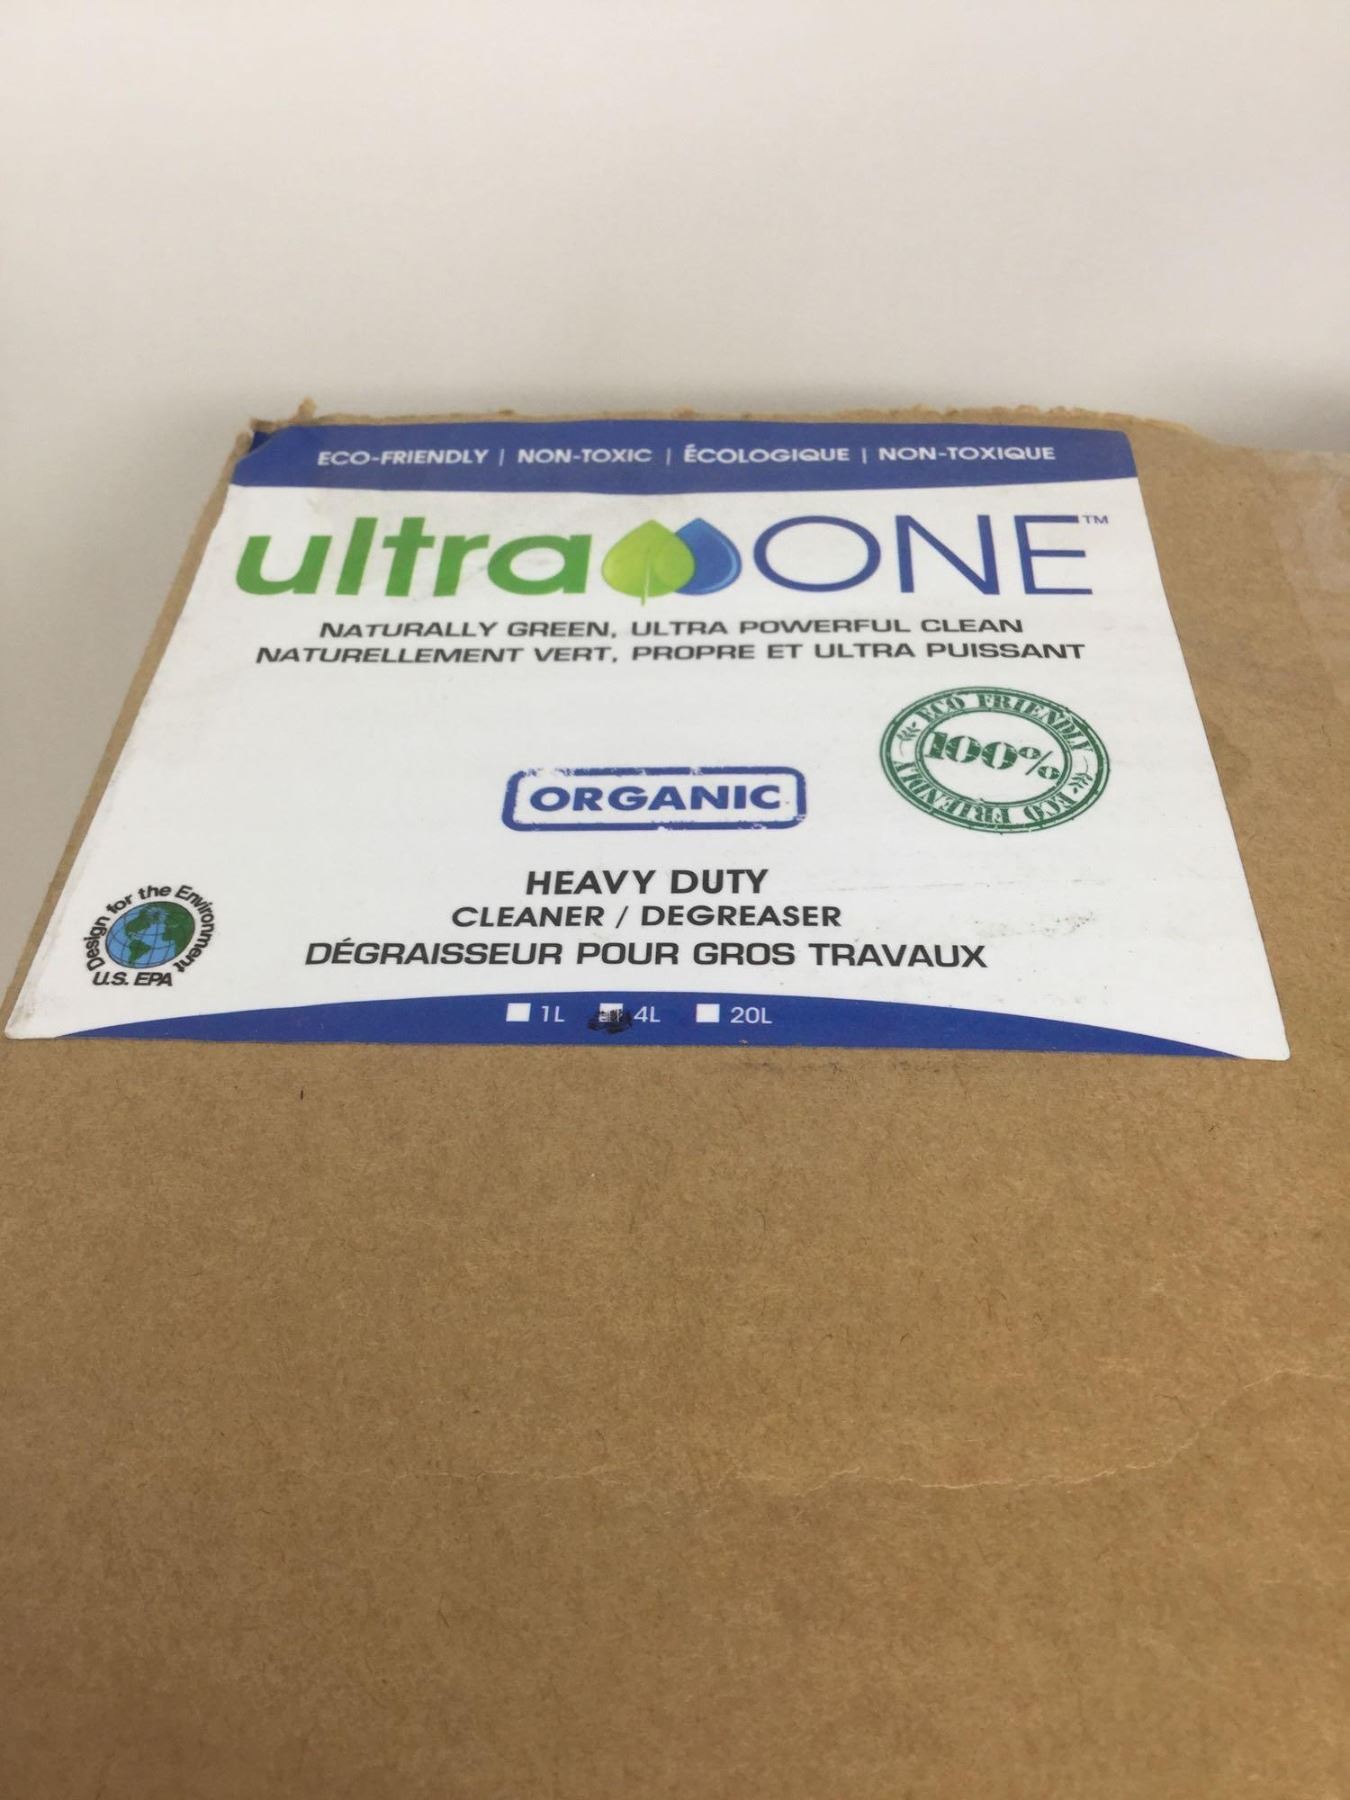 ECO-FRIENDLY | NON-TOXIC | ÉCOLOGIQUE | NON-TOXIQUE
ultra ONE™
NATURALLY GREEN, ULTRA POWERFUL CLEAN
NATURELLEMENT VERT, PROPRE ET ULTRA PUISSANT
ECO FRIENDLY
100%
ECO FRIENDLY
ORGANIC
HEAVY DUTY
CLEANER / DEGREASER
DÉGRAISSEUR POUR GROS TRAVAUX
Design for the Environment
U.S. EPA
1L 4L 20L